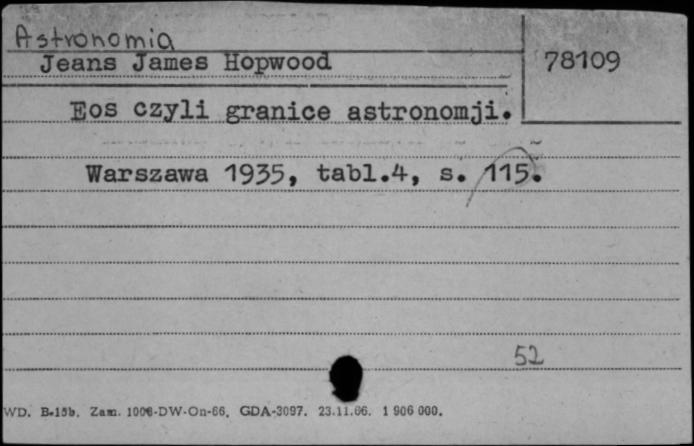 Astronomia
Jeans James Hopwood
78109
Eos czyli granice astronomji.
Warszawa 1935, tabl.4, s. 115.
52
WD. B-15b. Zam. 1006-DW-On-66. GDA-3097. 23.11.66. 1 906 000.